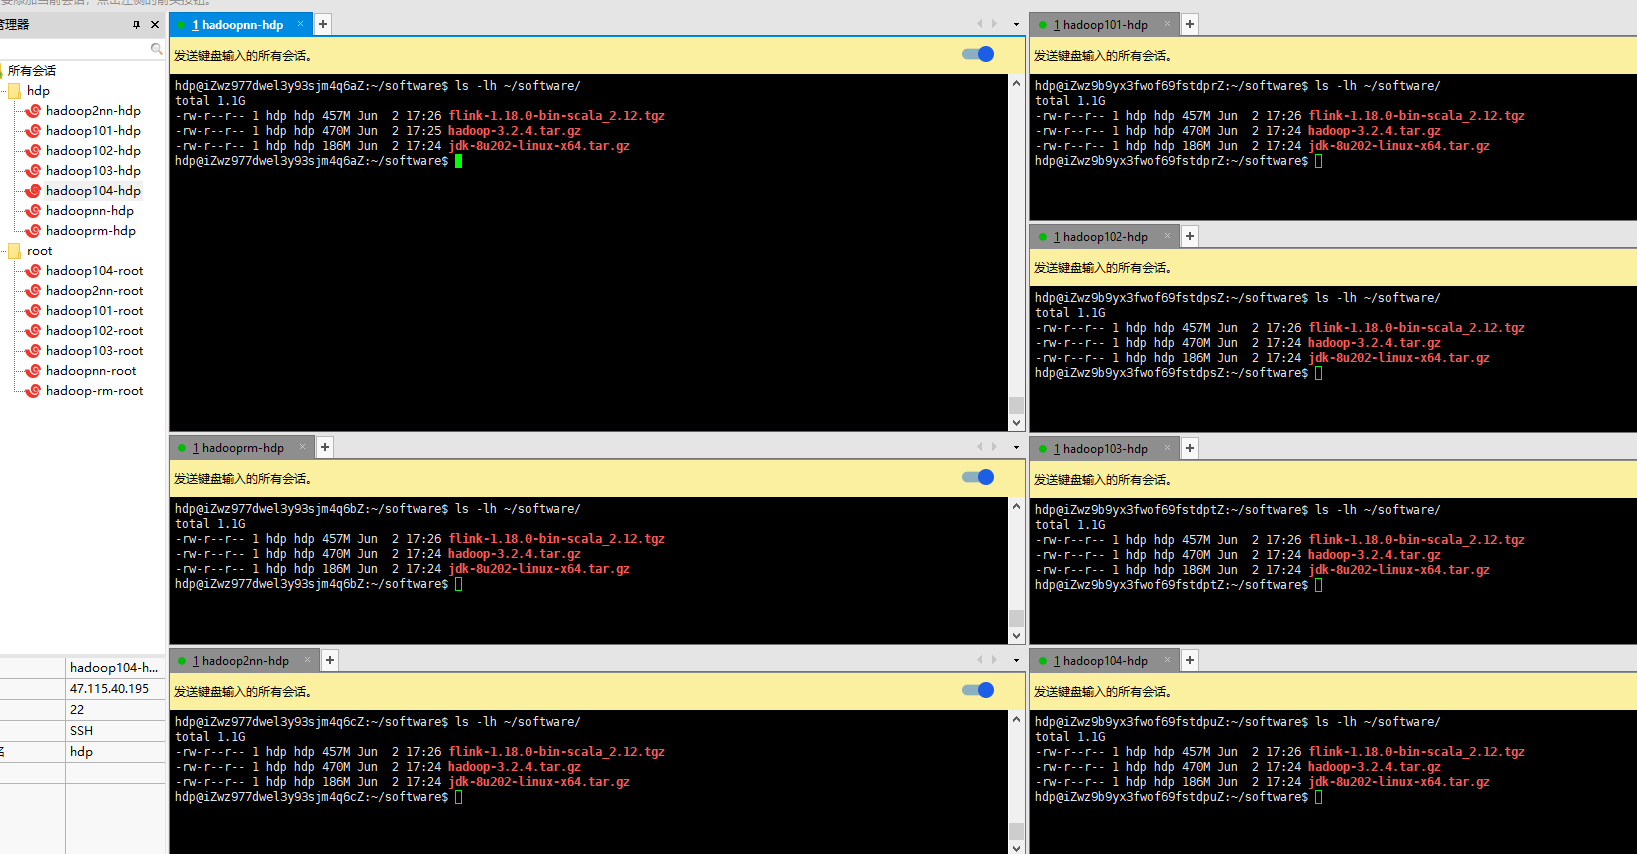 要添加当前会话，点击左侧的箭头按钮。
管理器
所有会话
hdp
hadoop2nn-hdp
hadoop101-hdp
hadoop102-hdp
hadoop103-hdp
hadoop104-hdp
hadoopnn-hdp
hadooprm-hdp
root
hadoop104-root
hadoop2nn-root
hadoop101-root
hadoop102-root
hadoop103-root
hadoopnn-root
hadoop-rm-root
hadoop104-h...
47.115.40.195
22
SSH
名 hdp
1 hadoopnn-hdp × +
发送键盘输入的所有会话。
hdp@iZwz977dwel3y93sjm4q6aZ:~/software$ ls -lh ~/software/
total 1.1G
-rw-r--r-- 1 hdp hdp 457M Jun  2 17:26 flink-1.18.0-bin-scala_2.12.tgz
-rw-r--r-- 1 hdp hdp 470M Jun  2 17:25 hadoop-3.2.4.tar.gz
-rw-r--r-- 1 hdp hdp 186M Jun  2 17:24 jdk-8u202-linux-x64.tar.gz
hdp@iZwz977dwel3y93sjm4q6aZ:~/software$
1 hadooprm-hdp × +
发送键盘输入的所有会话。
hdp@iZwz977dwel3y93sjm4q6bZ:~/software$ ls -lh ~/software/
total 1.1G
-rw-r--r-- 1 hdp hdp 457M Jun  2 17:26 flink-1.18.0-bin-scala_2.12.tgz
-rw-r--r-- 1 hdp hdp 470M Jun  2 17:24 hadoop-3.2.4.tar.gz
-rw-r--r-- 1 hdp hdp 186M Jun  2 17:24 jdk-8u202-linux-x64.tar.gz
hdp@iZwz977dwel3y93sjm4q6bZ:~/software$
1 hadoop2nn-hdp × +
发送键盘输入的所有会话。
hdp@iZwz977dwel3y93sjm4q6cZ:~/software$ ls -lh ~/software/
total 1.1G
-rw-r--r-- 1 hdp hdp 457M Jun  2 17:26 flink-1.18.0-bin-scala_2.12.tgz
-rw-r--r-- 1 hdp hdp 470M Jun  2 17:24 hadoop-3.2.4.tar.gz
-rw-r--r-- 1 hdp hdp 186M Jun  2 17:24 jdk-8u202-linux-x64.tar.gz
hdp@iZwz977dwel3y93sjm4q6cZ:~/software$
1 hadoop101-hdp × +
发送键盘输入的所有会话。
hdp@iZwz9b9yx3fwof69fstdprZ:~/software$ ls -lh ~/software/
total 1.1G
-rw-r--r-- 1 hdp hdp 457M Jun  2 17:26 flink-1.18.0-bin-scala_2.12.tgz
-rw-r--r-- 1 hdp hdp 470M Jun  2 17:24 hadoop-3.2.4.tar.gz
-rw-r--r-- 1 hdp hdp 186M Jun  2 17:24 jdk-8u202-linux-x64.tar.gz
hdp@iZwz9b9yx3fwof69fstdprZ:~/software$
1 hadoop102-hdp × +
发送键盘输入的所有会话。
hdp@iZwz9b9yx3fwof69fstdpsZ:~/software$ ls -lh ~/software/
total 1.1G
-rw-r--r-- 1 hdp hdp 457M Jun  2 17:26 flink-1.18.0-bin-scala_2.12.tgz
-rw-r--r-- 1 hdp hdp 470M Jun  2 17:24 hadoop-3.2.4.tar.gz
-rw-r--r-- 1 hdp hdp 186M Jun  2 17:24 jdk-8u202-linux-x64.tar.gz
hdp@iZwz9b9yx3fwof69fstdpsZ:~/software$
1 hadoop103-hdp × +
发送键盘输入的所有会话。
hdp@iZwz9b9yx3fwof69fstdptZ:~/software$ ls -lh ~/software/
total 1.1G
-rw-r--r-- 1 hdp hdp 457M Jun  2 17:26 flink-1.18.0-bin-scala_2.12.tgz
-rw-r--r-- 1 hdp hdp 470M Jun  2 17:24 hadoop-3.2.4.tar.gz
-rw-r--r-- 1 hdp hdp 186M Jun  2 17:24 jdk-8u202-linux-x64.tar.gz
hdp@iZwz9b9yx3fwof69fstdptZ:~/software$
1 hadoop104-hdp × +
发送键盘输入的所有会话。
hdp@iZwz9b9yx3fwof69fstdpuZ:~/software$ ls -lh ~/software/
total 1.1G
-rw-r--r-- 1 hdp hdp 457M Jun  2 17:26 flink-1.18.0-bin-scala_2.12.tgz
-rw-r--r-- 1 hdp hdp 470M Jun  2 17:24 hadoop-3.2.4.tar.gz
-rw-r--r-- 1 hdp hdp 186M Jun  2 17:24 jdk-8u202-linux-x64.tar.gz
hdp@iZwz9b9yx3fwof69fstdpuZ:~/software$